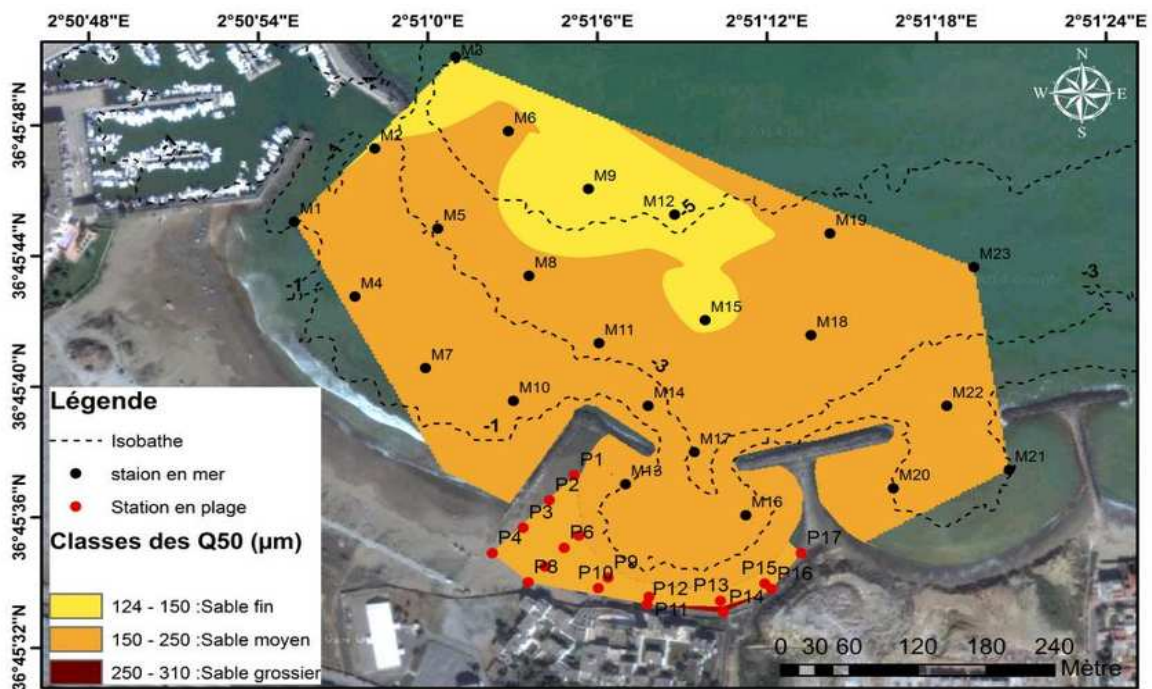 2°50'48"E 2°50'54"E 2°51'0"E 2°51'6"E 2°51'12"E 2°51'18"E 2°51'24"E
36°45'48"N
36°45'44"N
36°45'40"N
36°45'36"N
36°45'32"N
N
W E
S
M3
M6
M2
M9
M12
-5
M1
M5
M19
M8
M23
-1
-1
-1
M4
-3
M15
M11
M18
M7
-3
M10
M14
M22
-1
M17
M21
M13
M20
M16
P1
P2
P3
P4
P6
P17
P8
P9
P10
P15
P16
P12
P13
P14
P11
Légende
Isobathe
staion en mer
Station en plage
Classes des Q50 (µm)
124 - 150 :Sable fin
150 - 250 :Sable moyen
250 - 310 :Sable grossier
0 30 60 120 180 240
Mètre